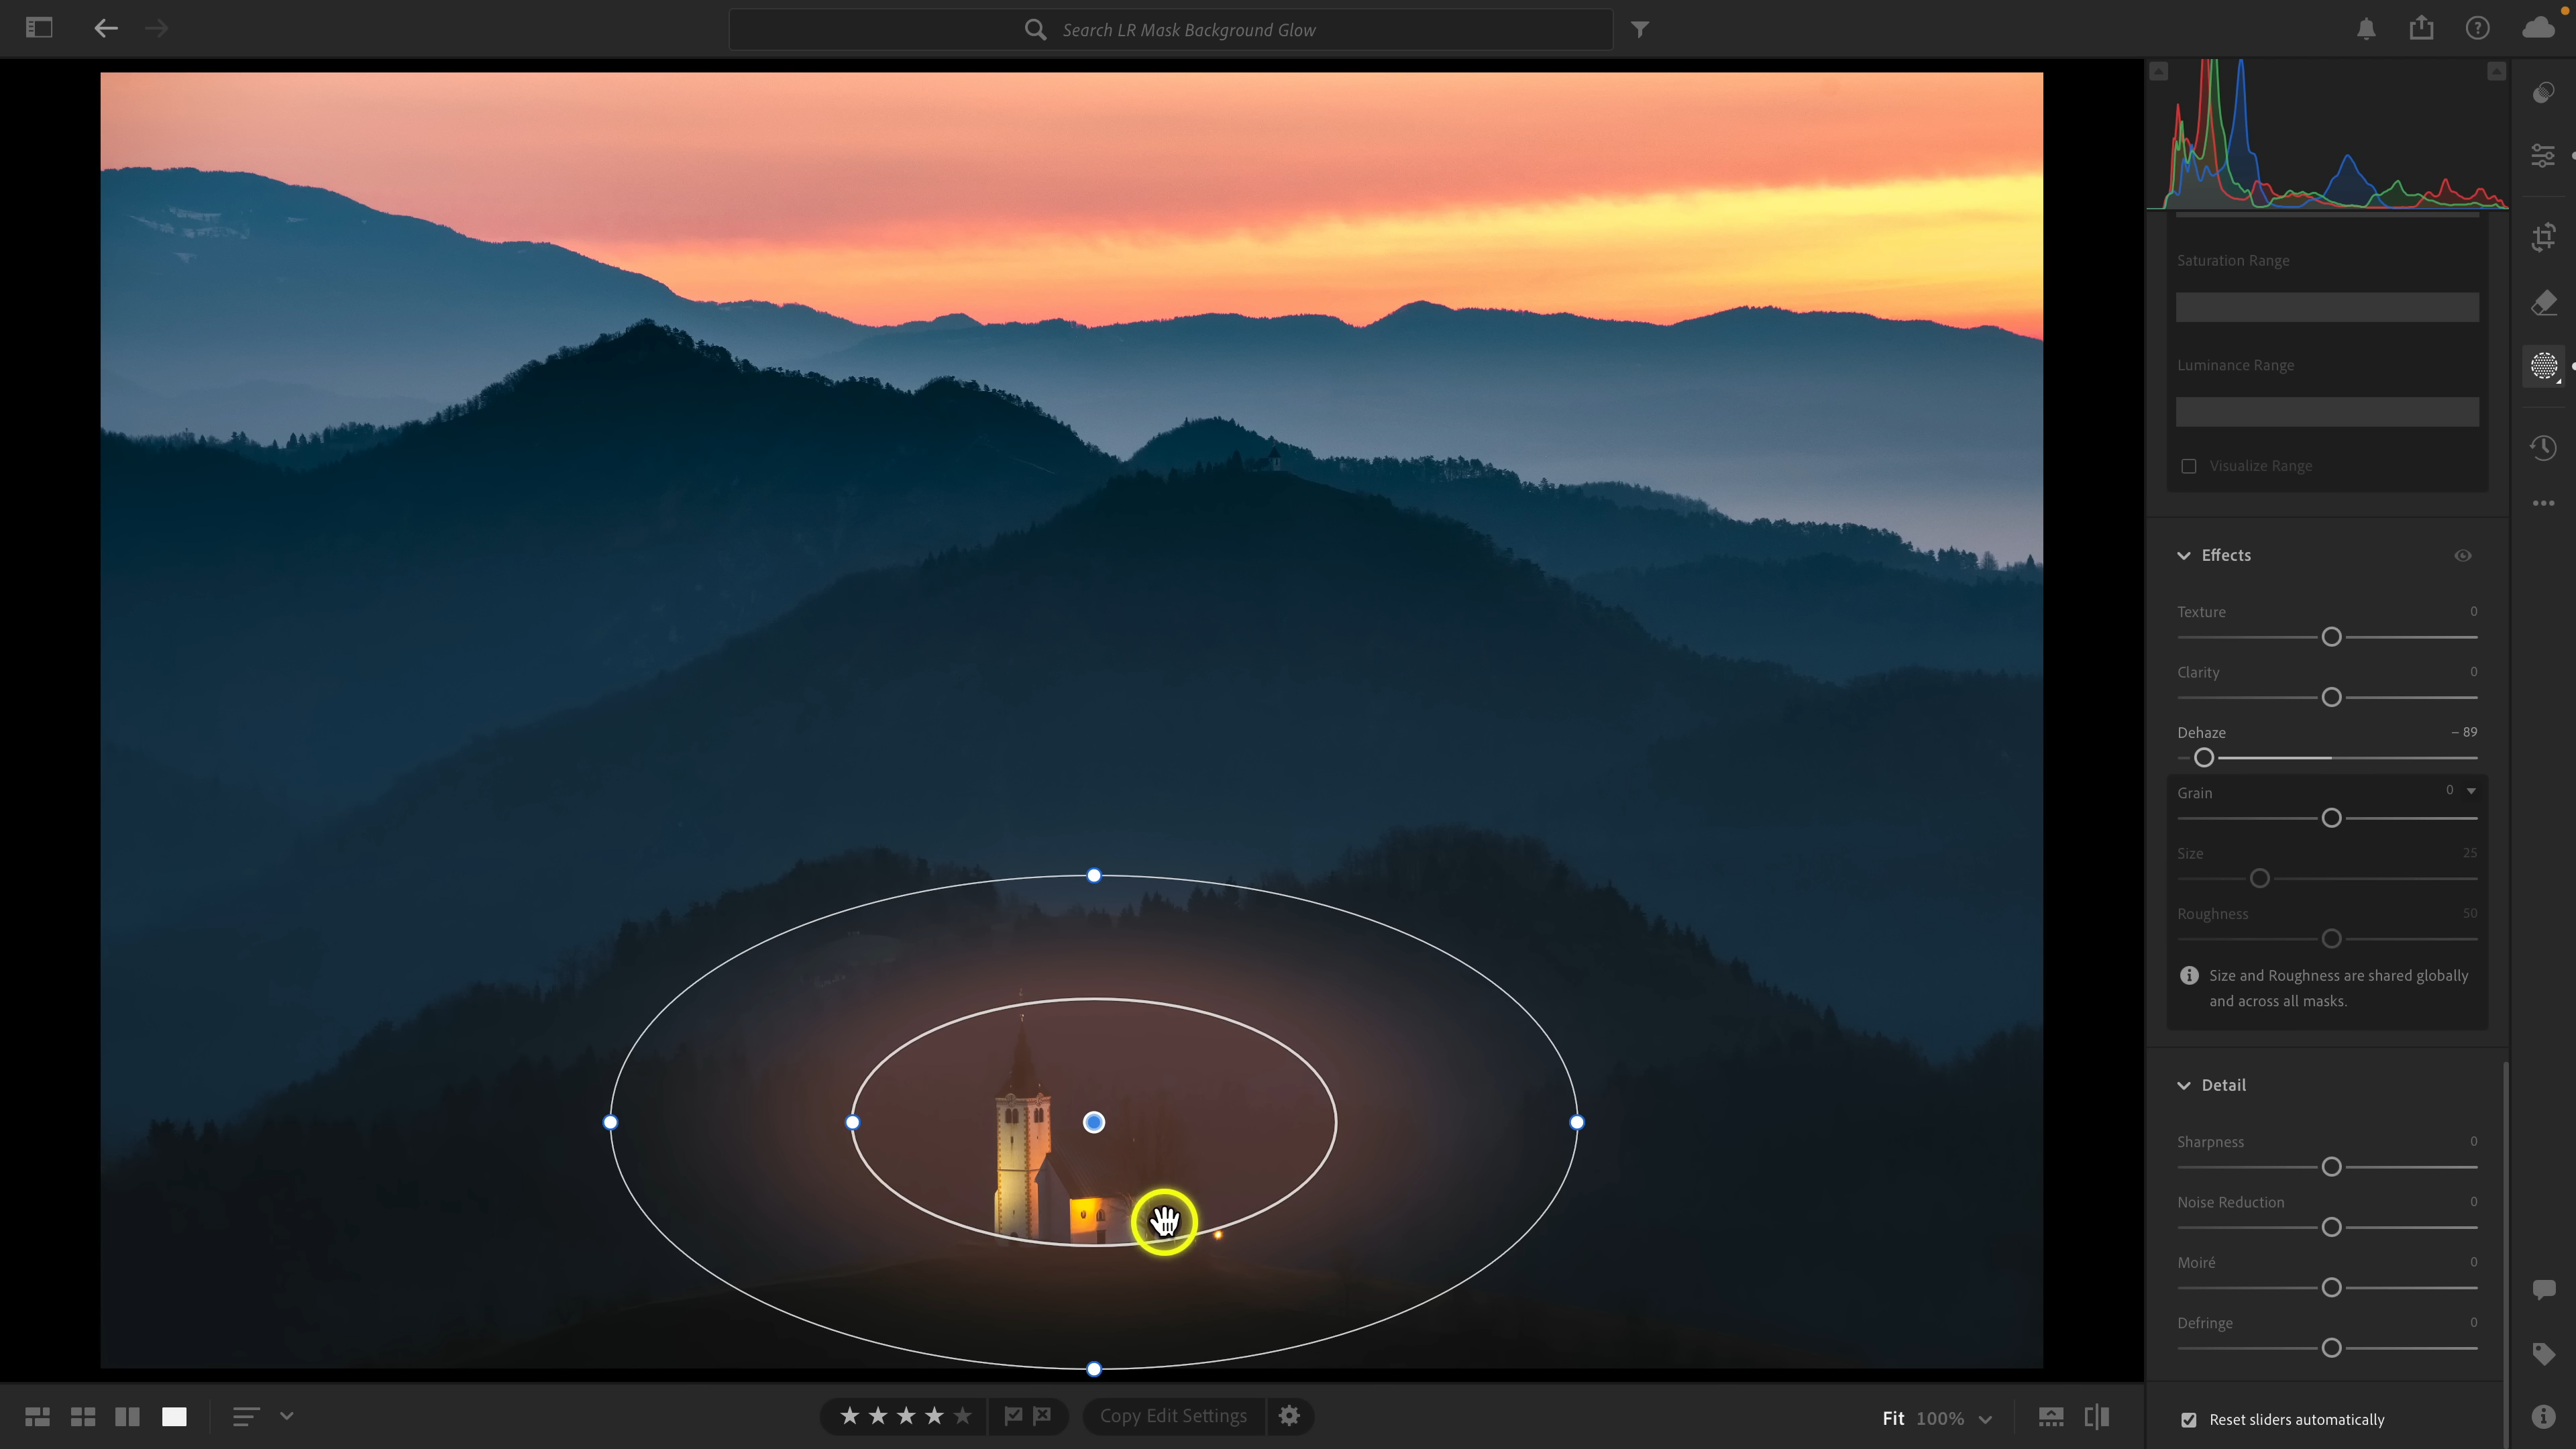 Search LR Mask Background Glow
Saturation Range
Luminance Range
Visualize Range
Effects
Texture 0
Clarity 0
Dehaze – 89
Grain 0
Size 25
Roughness 50
Size and Roughness are shared globally
and across all masks.
Detail
Sharpness 0
Noise Reduction 0
Moiré 0
Defringe 0
Copy Edit Settings
Fit 100%
Reset sliders automatically